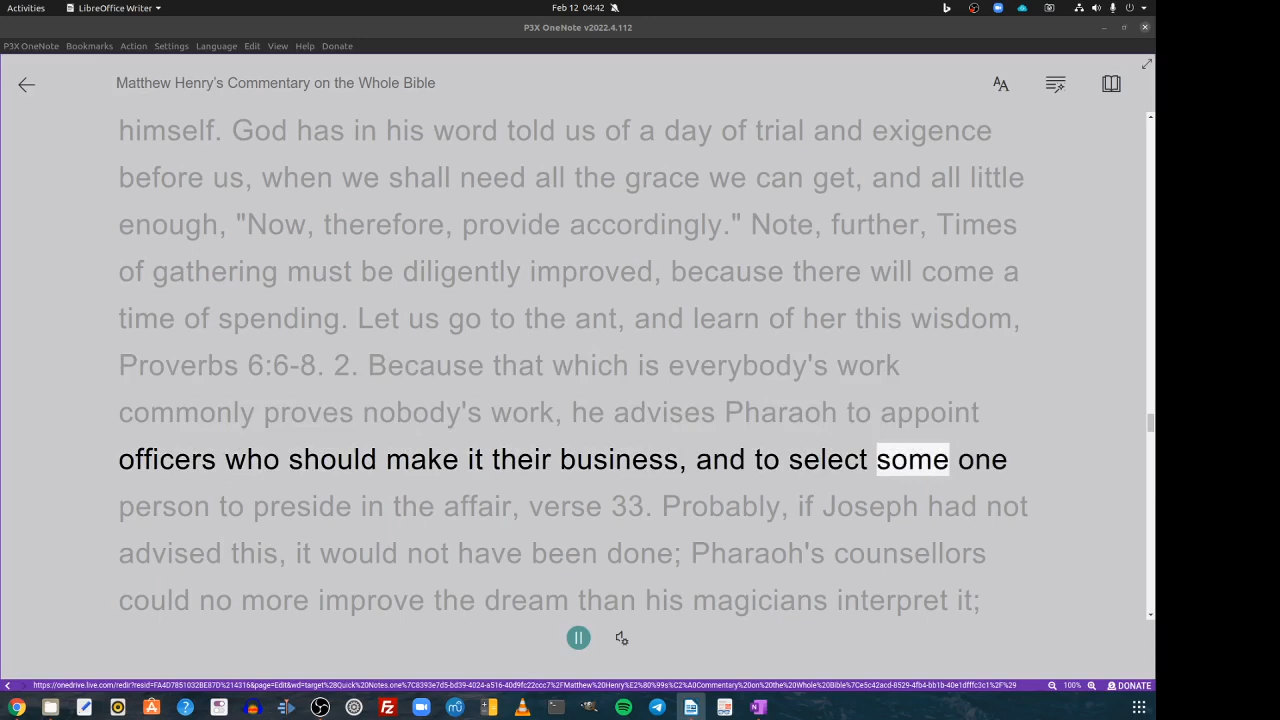 Activities
LibreOffice Writer
Feb 12 04:42
P3X OneNote v2022.4.112
P3X OneNote Bookmarks Action Settings Language Edit View Help Donate
Matthew Henry's Commentary on the Whole Bible
himself. God has in his word told us of a day of trial and exigence
before us, when we shall need all the grace we can get, and all little
enough, "Now, therefore, provide accordingly." Note, further, Times
of gathering must be diligently improved, because there will come a
time of spending. Let us go to the ant, and learn of her this wisdom,
Proverbs 6:6-8. 2. Because that which is everybody's work
commonly proves nobody's work, he advises Pharaoh to appoint
officers who should make it their business, and to select some one
person to preside in the affair, verse 33. Probably, if Joseph had not
advised this, it would not have been done; Pharaoh's counsellors
could no more improve the dream than his magicians interpret it;
100% DONATE